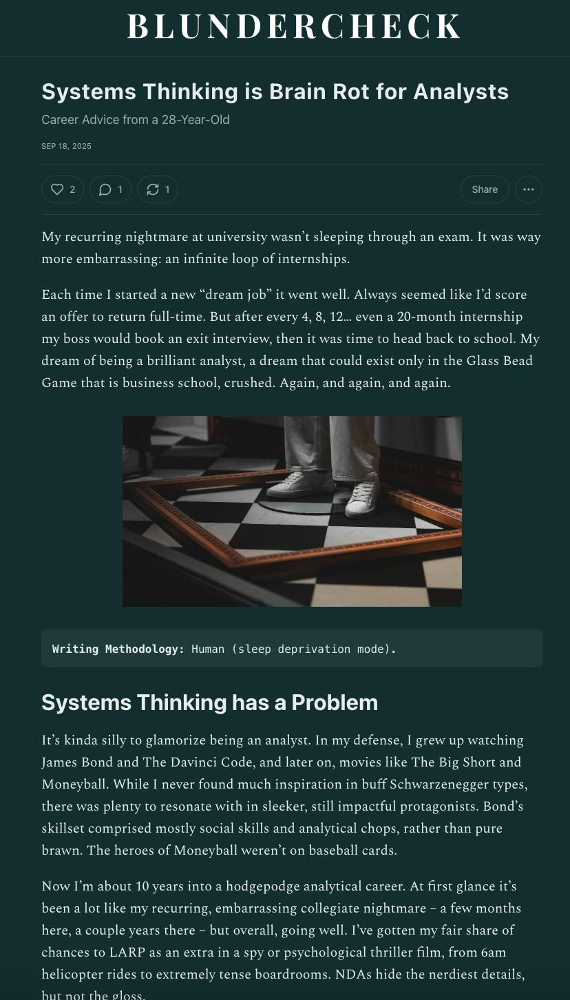 BLUNDERCHECK
Systems Thinking is Brain Rot for Analysts
Career Advice from a 28-Year-Old
SEP 18, 2025
2
1
1
Share
My recurring nightmare at university wasn’t sleeping through an exam. It was way
more embarrassing: an infinite loop of internships.
Each time I started a new “dream job” it went well. Always seemed like I’d score
an offer to return full-time. But after every 4, 8, 12… even a 20-month internship
my boss would book an exit interview, then it was time to head back to school. My
dream of being a brilliant analyst, a dream that could exist only in the Glass Bead
Game that is business school, crushed. Again, and again, and again.
Writing Methodology: Human (sleep deprivation mode).
Systems Thinking has a Problem
It’s kinda silly to glamorize being an analyst. In my defense, I grew up watching
James Bond and The Davinci Code, and later on, movies like The Big Short and
Moneyball. While I never found much inspiration in buff Schwarzenegger types,
there was plenty to resonate with in sleeker, still impactful protagonists. Bond’s
skillset comprised mostly social skills and analytical chops, rather than pure
brawn. The heroes of Moneyball weren’t on baseball cards.
Now I’m about 10 years into a hodgepodge analytical career. At first glance it’s
been a lot like my recurring, embarrassing collegiate nightmare – a few months
here, a couple years there – but overall, going well. I’ve gotten my fair share of
chances to LARP as an extra in a spy or psychological thriller film, from 6am
helicopter rides to extremely tense boardrooms. NDAs hide the nerdiest details,
but not the gloss.